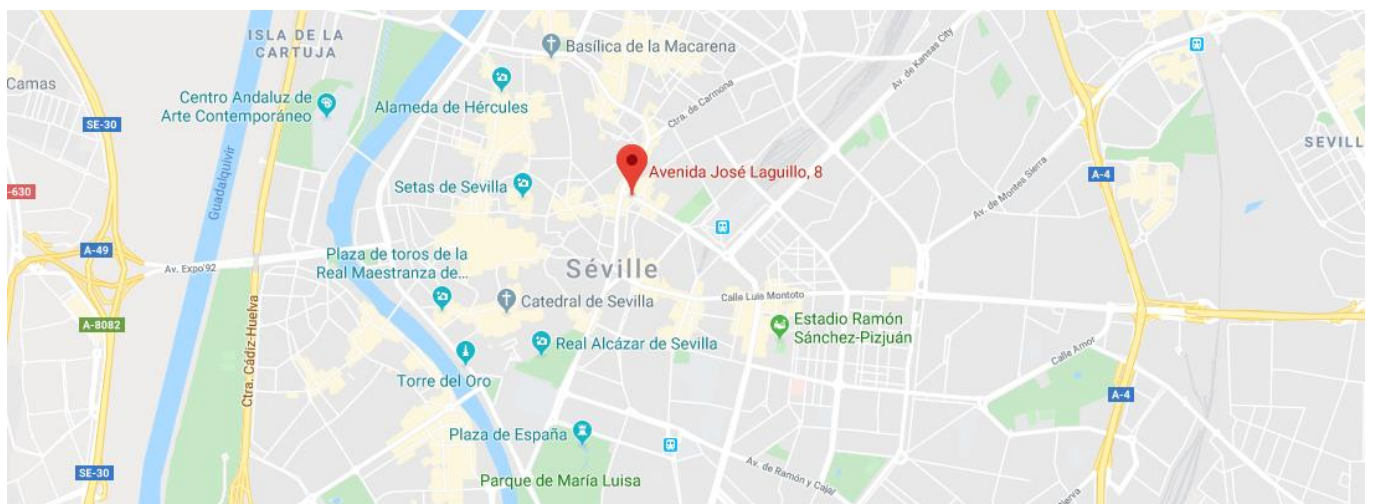 ISLA DE LA
CARTUJA
Basílica de la Macarena
Av. de Kansas City
Camas
Centro Andaluz de
Arte Contemporáneo
Alameda de Hércules
Ctra. de Carmona
SE-30
SEVILL
Guadalquivir
Avenida José Laguillo, 8
A-4
Setas de Sevilla
-630
Av. de Montes Sierra
A-49
Av. Expo'92
Plaza de toros de la
Real Maestranza de...
Séville
Catedral de Sevilla
Calle Luis Montoto
A-8082
Ctra. Cádiz-Huelva
Estadio Ramón
Sánchez-Pizjuán
Real Alcázar de Sevilla
Calle Amor
Torre del Oro
A-4
Plaza de España
Av. de Ramón y Cajal
SE-30
Parque de María Luisa